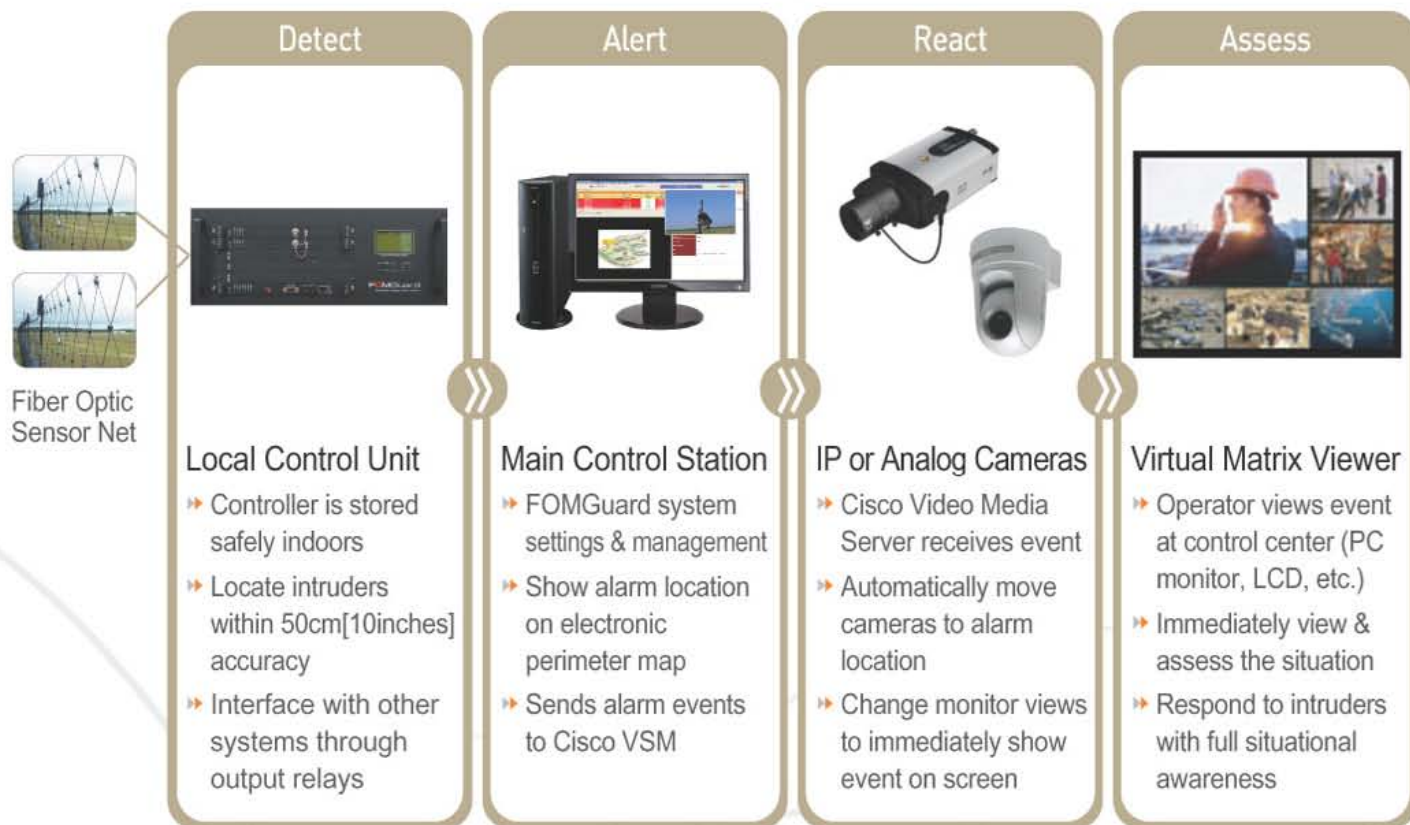 Detect
Alert
React
Assess
FOMGuard
Fiber Optic
Sensor Net
Local Control Unit
Controller is stored
safely indoors
Locate intruders
within 50cm[10inches]
accuracy
Interface with other
systems through
output relays
Main Control Station
FOMGuard system
settings & management
Show alarm location
on electronic
perimeter map
Sends alarm events
to Cisco VSM
IP or Analog Cameras
Cisco Video Media
Server receives event
Automatically move
cameras to alarm
location
Change monitor views
to immediately show
event on screen
Virtual Matrix Viewer
Operator views event
at control center (PC
monitor, LCD, etc.)
Immediately view &
assess the situation
Respond to intruders
with full situational
awareness